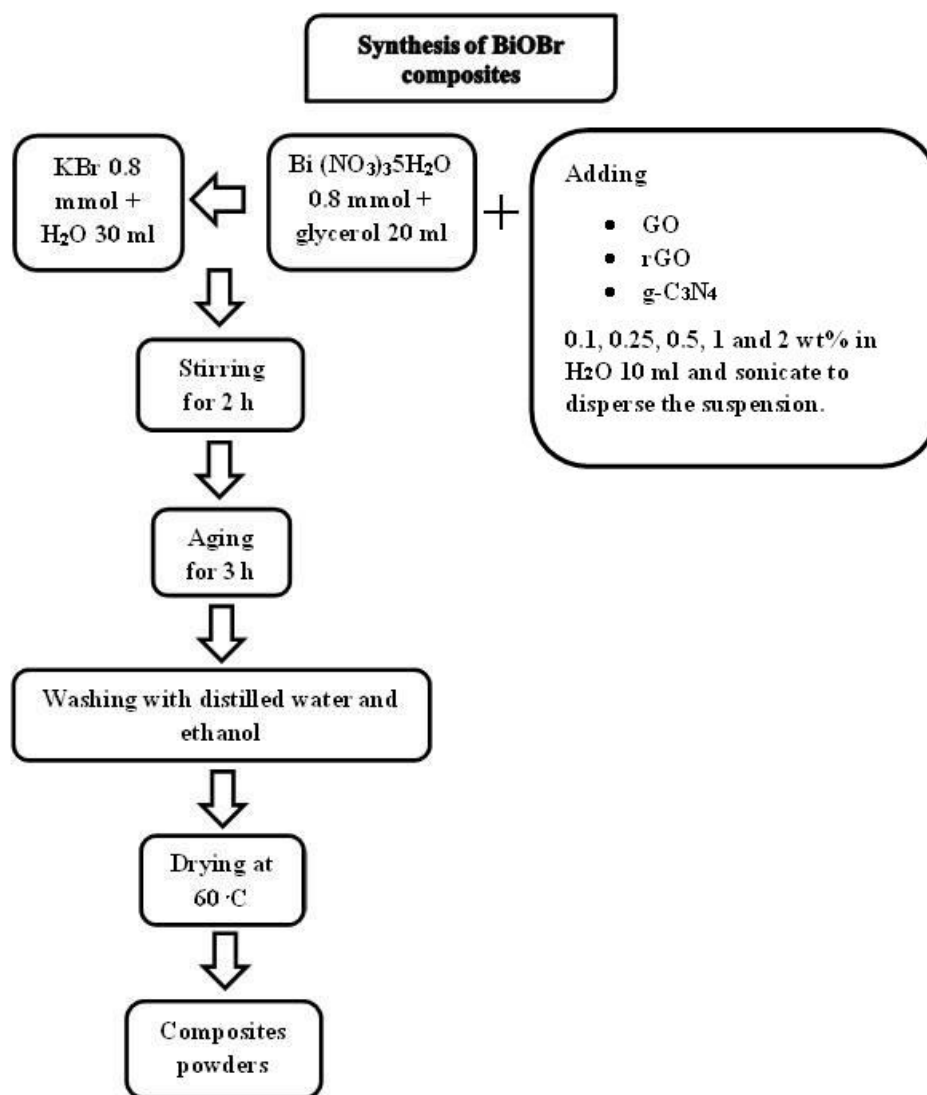 Synthesis of BiOBr
composites
KBr 0.8
mmol +
H₂O 30 ml
Bi (NO₃)₃5H₂O
0.8 mmol +
glycerol 20 ml
+
Adding
• GO
• rGO
• g-C₃N₄
0.1, 0.25, 0.5, 1 and 2 wt% in
H₂O 10 ml and sonicate to
disperse the suspension.
Stirring
for 2 h
Aging
for 3 h
Washing with distilled water and
ethanol
Drying at
60 ·C
Composites
powders